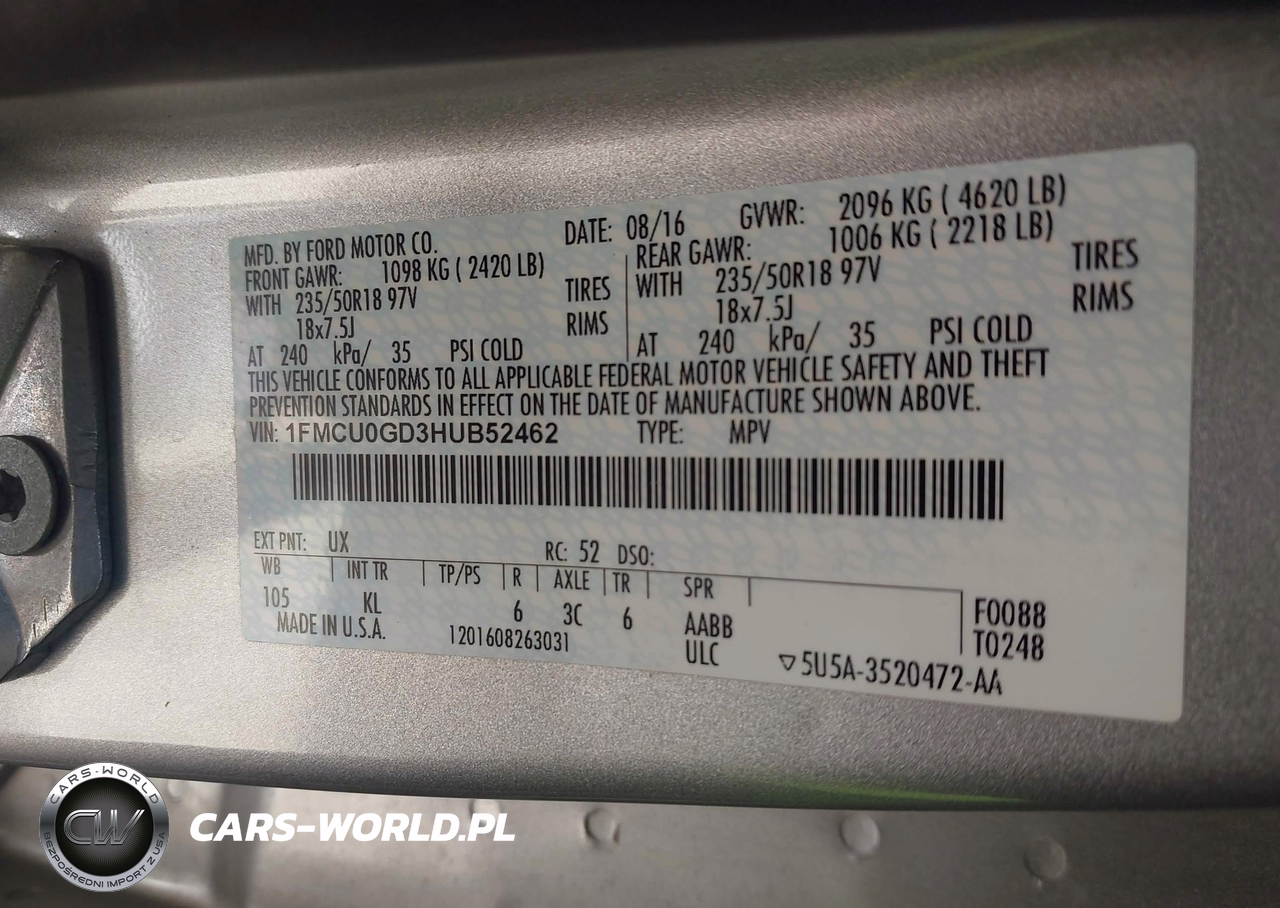 MFD. BY FORD MOTOR CO. DATE: 08/16 GVWR: 2096 KG ( 4620 LB)
FRONT GAWR: 1098 KG ( 2420 LB) REAR GAWR: 1006 KG ( 2218 LB)
WITH 235/50R18 97V TIRES WITH 235/50R18 97V TIRES
18x7.5J RIMS 18x7.5J RIMS
AT 240 kPa/ 35 PSI COLD AT 240 kPa/ 35 PSI COLD
THIS VEHICLE CONFORMS TO ALL APPLICABLE FEDERAL MOTOR VEHICLE SAFETY AND THEFT
PREVENTION STANDARDS IN EFFECT ON THE DATE OF MANUFACTURE SHOWN ABOVE.
VIN: 1FMCU0GD3HUB52462 TYPE: MPV
EXT PNT: UX RC: 52 DSO:
WB INT TR TP/PS R AXLE TR SPR
105 KL 6 3C 6 AABB F0088
MADE IN U.S.A. 1201608263031 ULC T0248
▽5U5A-3520472-AA
CARS-WORLD
CW
BEZPOŚREDNI IMPORT Z USA
CARS-WORLD.PL